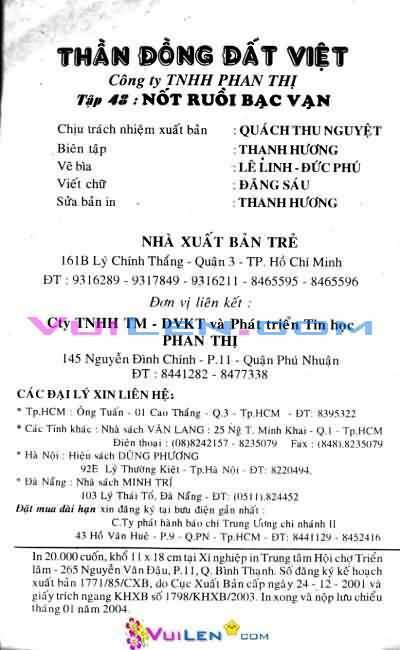 THẦN ĐỒNG ĐẤT VIỆT
Công ty TNHH PHAN THỊ
Tập 48 : NỐT RUỒI BẠC VẠN
Chịu trách nhiệm xuất bản : QUÁCH THU NGUYỆT
Biên tập : THANH HƯƠNG
Vẽ bìa : LÊ LINH - ĐỨC PHÚ
Viết chữ : ĐĂNG SÁU
Sửa bản in : THANH HƯƠNG
NHÀ XUẤT BẢN TRẺ
161B Lý Chính Thắng - Quận 3 - TP. Hồ Chí Minh
ĐT : 9316289 - 9317849 - 9316211 - 8465595 - 8465596
Đơn vị liên kết :
VUILEN.COM
Cty TNHH TM - DVKT và Phát triển Tin học
PHAN THỊ
145 Nguyễn Đình Chính - P.11 - Quận Phú Nhuận
ĐT : 8441282 - 8477338
CÁC ĐẠI LÝ XIN LIÊN HỆ:
* Tp.HCM : Ông Tuấn - 01 Cao Thắng - Q.3 - Tp.HCM - ĐT: 8395322
* Các Tỉnh khác : Nhà sách VĂN LANG : 25 Ng T. Minh Khai - Q.1 - Tp.HCM
Điện thoại : (08)8242157 - 8235079 Fax : (848).8235079
* Hà Nội : Hiệu sách DŨNG PHƯƠNG
92E Lý Thường Kiệt - Tp.Hà Nội - ĐT: 8220494.
* Đà Nẵng : Nhà sách MINH TRÍ
103 Lý Thái Tổ, Đà Nẵng - ĐT: (0511).824452
Đặt mua dài hạn xin đăng ký tại bưu điện gần nhất :
C.Ty phát hành báo chí Trung Ương chi nhánh II
43 Hồ Văn Huê - P.9 - Q.PN - Tp.HCM - ĐT: 8441129 - 8452416
In 20.000 cuốn, khổ 11 x 18 cm tại Xí nghiệp in Trung tâm Hội chợ Triển
lãm - 265 Nguyễn Văn Đậu, P.11, Q. Bình Thạnh. Số đăng ký kế hoạch
xuất bản 1771/85/CXB, do Cục Xuất Bản cấp ngày 24 - 12 - 2001 và
giấy trích ngang KHXB số 1798/KHXB/2003. In xong và nộp lưu chiểu
tháng 01 năm 2004.
VUILEN.COM